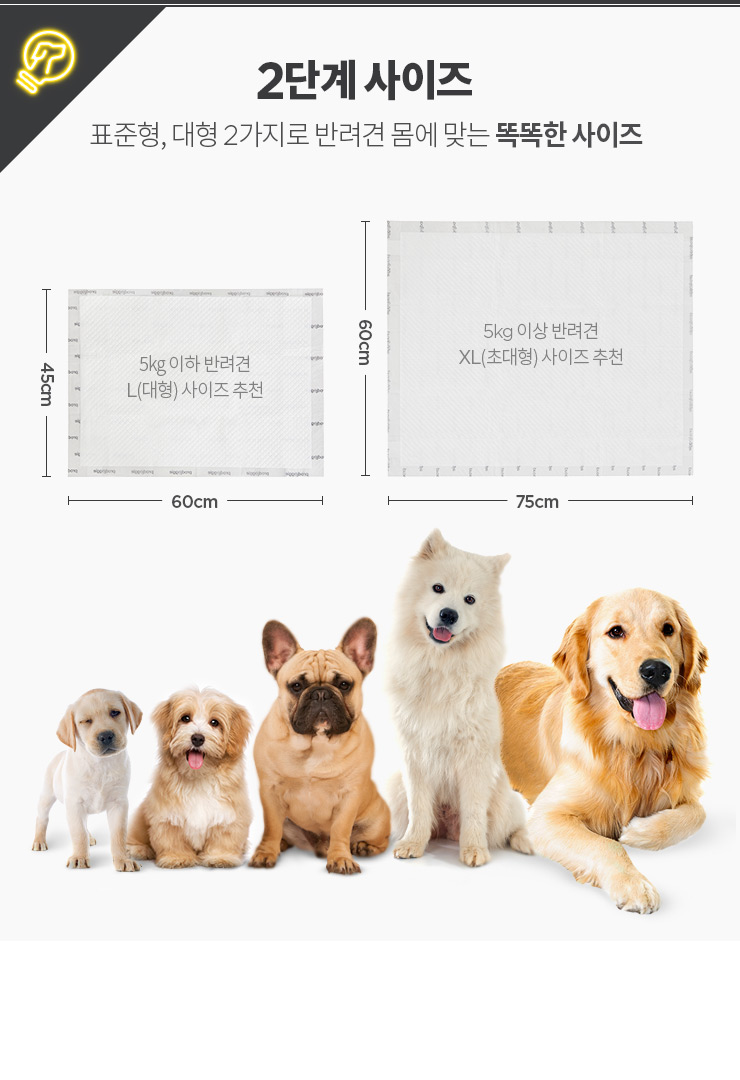 2단계 사이즈
표준형, 대형 2가지로 반려견 몸에 맞는 똑똑한 사이즈
60cm
5kg 이상 반려견
XL(초대형) 사이즈 추천
45cm
5kg 이하 반려견
L(대형) 사이즈 추천
60cm
75cm